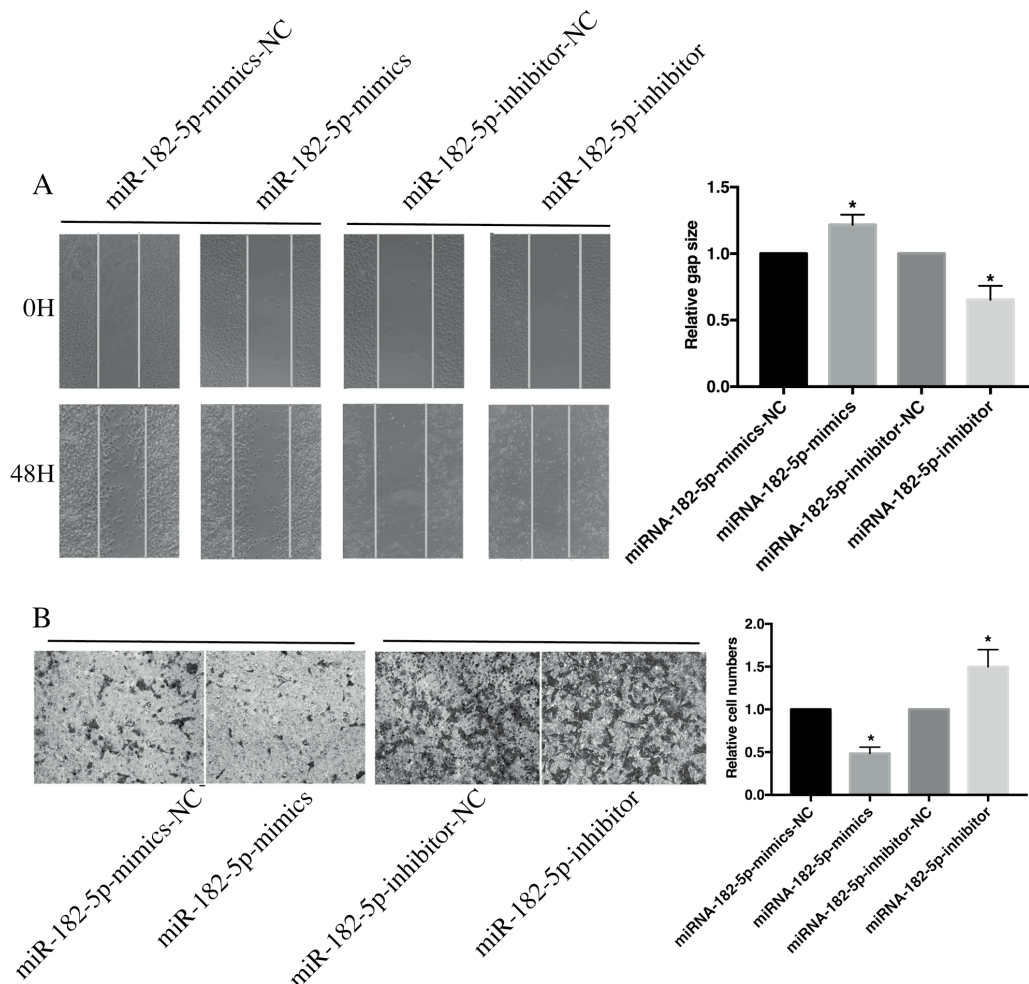 miR-182-5p-mimics-NC
miR-182-5p-mimics
miR-182-5p-inhibitor-NC
miR-182-5p-inhibitor
A
0H
48H
Relative gap size
1.5
1.0
0.5
0.0
*
*
miRNA-182-5p-mimics-NC
miRNA-182-5p-mimics
miRNA-182-5p-inhibitor-NC
miRNA-182-5p-inhibitor
B
miR-182-5p-mimics-NC
miR-182-5p-mimics
miR-182-5p-inhibitor-NC
miR-182-5p-inhibitor
Relative cell numbers
2.0
1.5
1.0
0.5
0.0
*
*
miRNA-182-5p-mimics-NC
miRNA-182-5p-mimics
miRNA-182-5p-inhibitor-NC
miRNA-182-5p-inhibitor